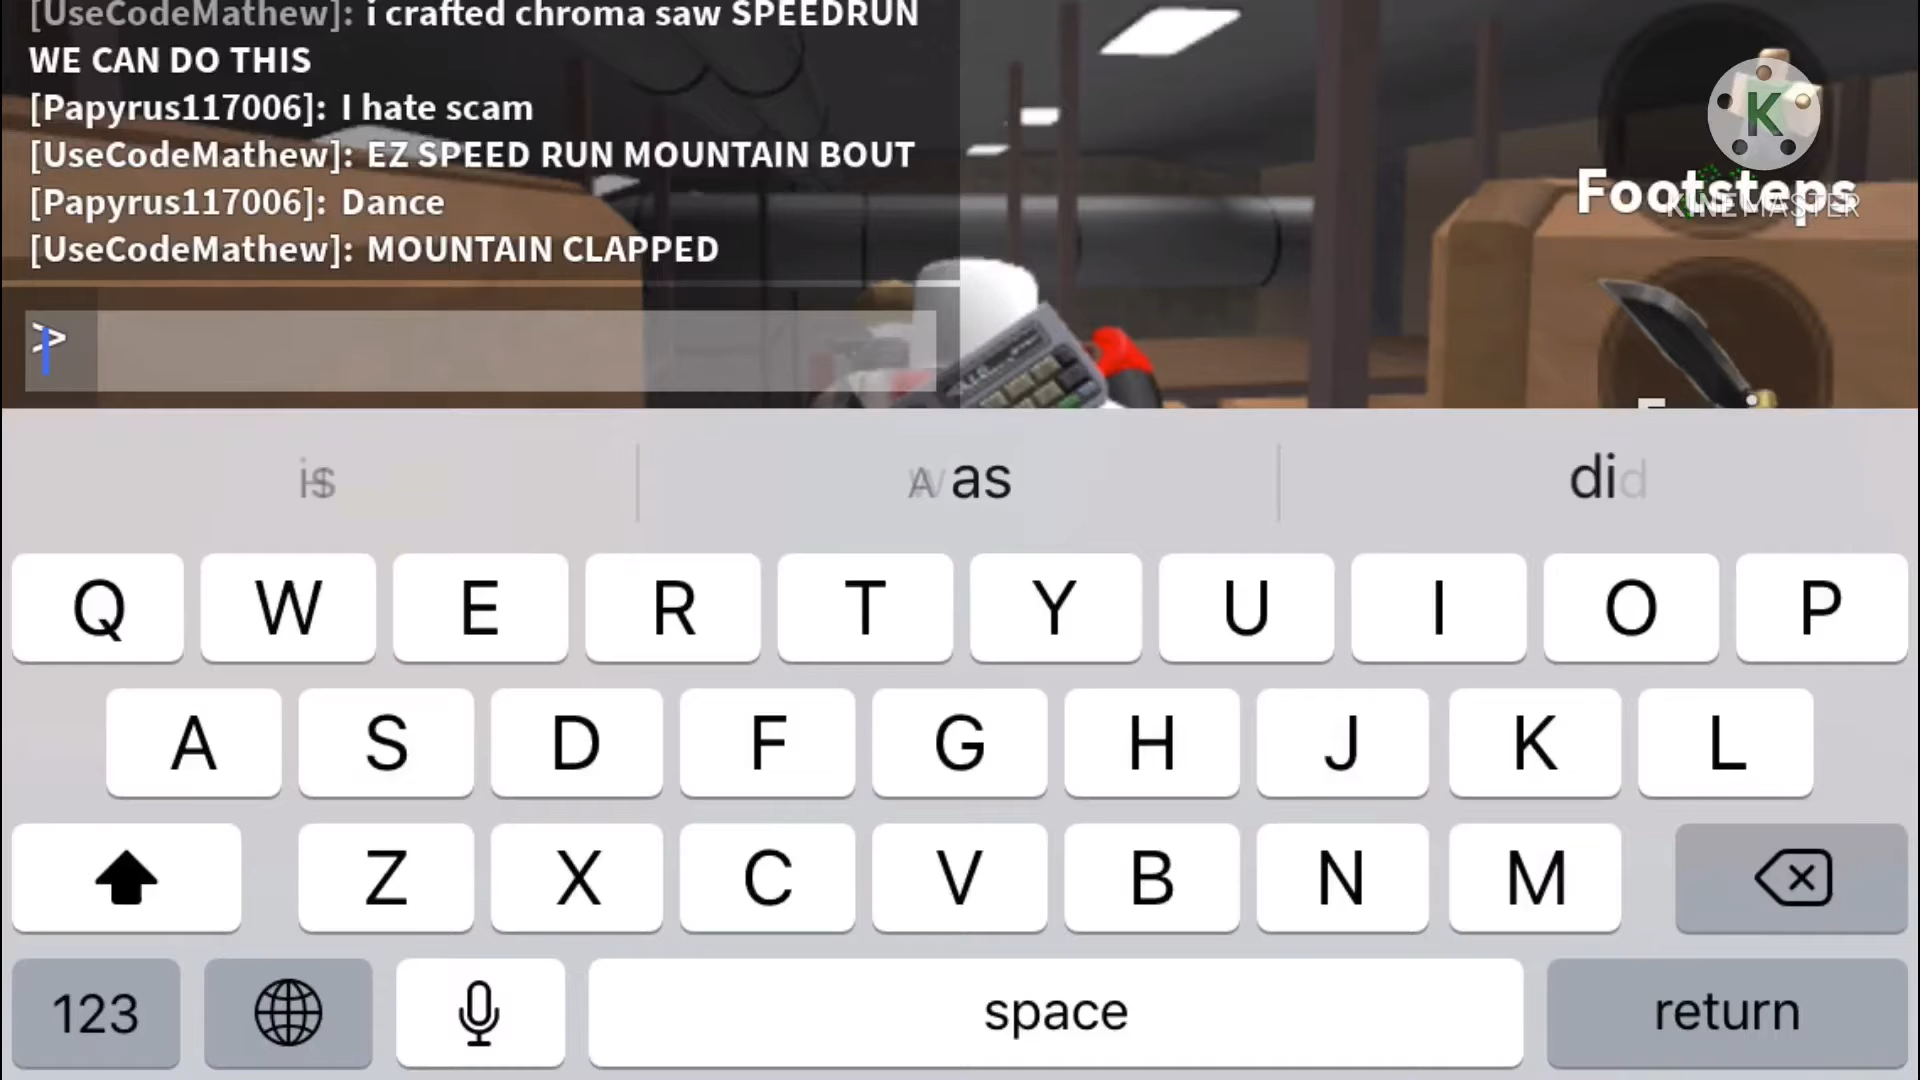 [UseCodeMathew]: i crafted chroma saw SPEEDRUN
WE CAN DO THIS
[Papyrus117006]: I hate scam
[UseCodeMathew]: EZ SPEED RUN MOUNTAIN BOUT
[Papyrus117006]: Dance
[UseCodeMathew]: MOUNTAIN CLAPPED
K
Footsteps
KINEMASTER
>
is was did
Q W E R T Y U I O P
A S D F G H J K L
Z X C V B N M
123 space return